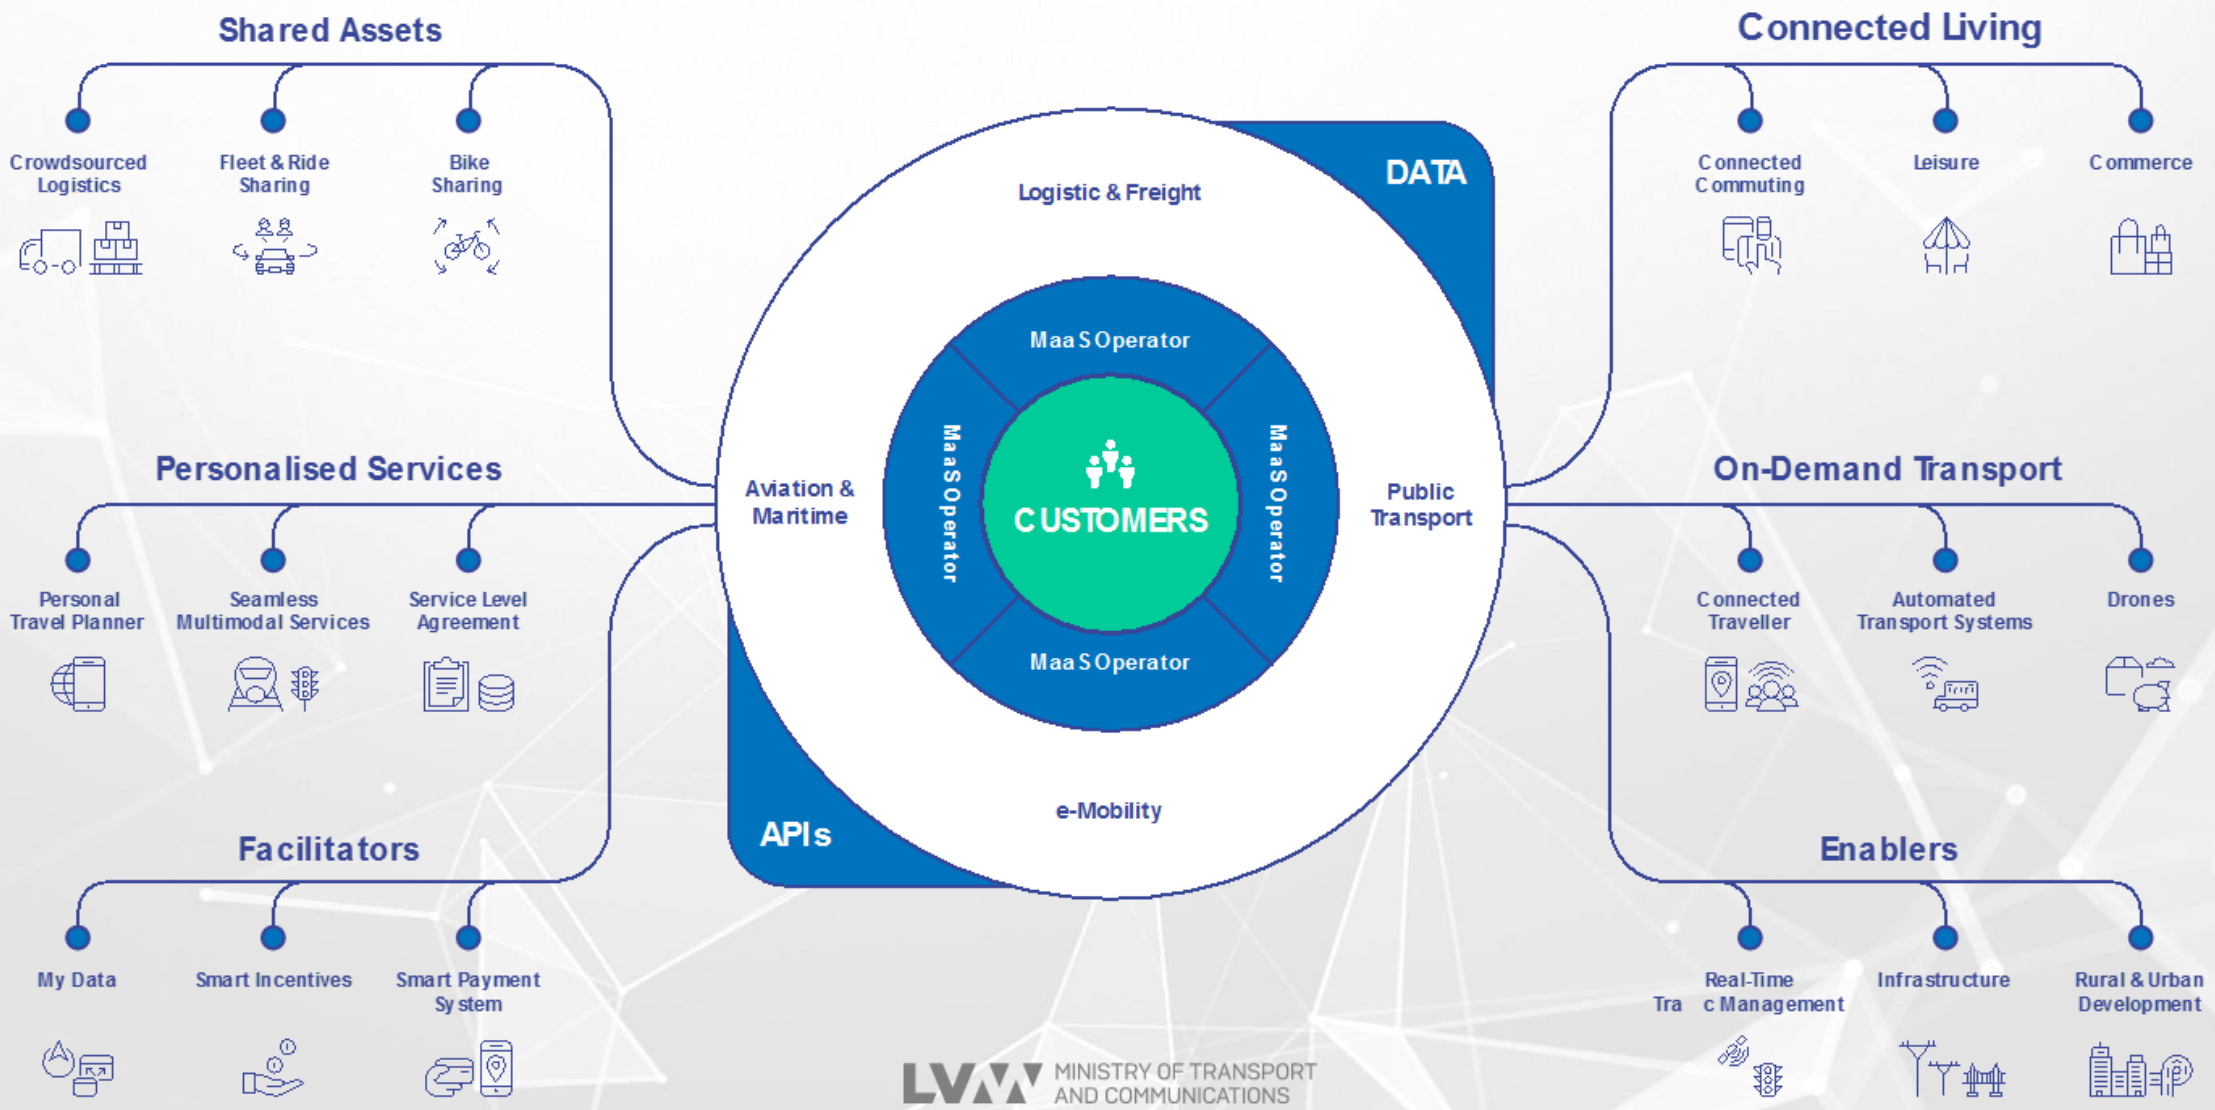 Shared Assets
Crowdsourced
Logistics
Fleet & Ride
Sharing
Bike
Sharing
Personalised Services
Personal
Travel Planner
Seamless
Multimodal Services
Service Level
Agreement
Facilitators
My Data
Smart Incentives
Smart Payment
System
DATA
Logistic & Freight
MaaS Operator
Aviation &
Maritime
MaaS Operator
CUSTOMERS
MaaS Operator
Public
Transport
MaaS Operator
e-Mobility
APIs
Connected Living
Connected
Commuting
Leisure
Commerce
On-Demand Transport
Connected
Traveller
Automated
Transport Systems
Drones
Enablers
Real-Time
Tra c Management
Infrastructure
Rural & Urban
Development
LVM
MINISTRY OF TRANSPORT
AND COMMUNICATIONS